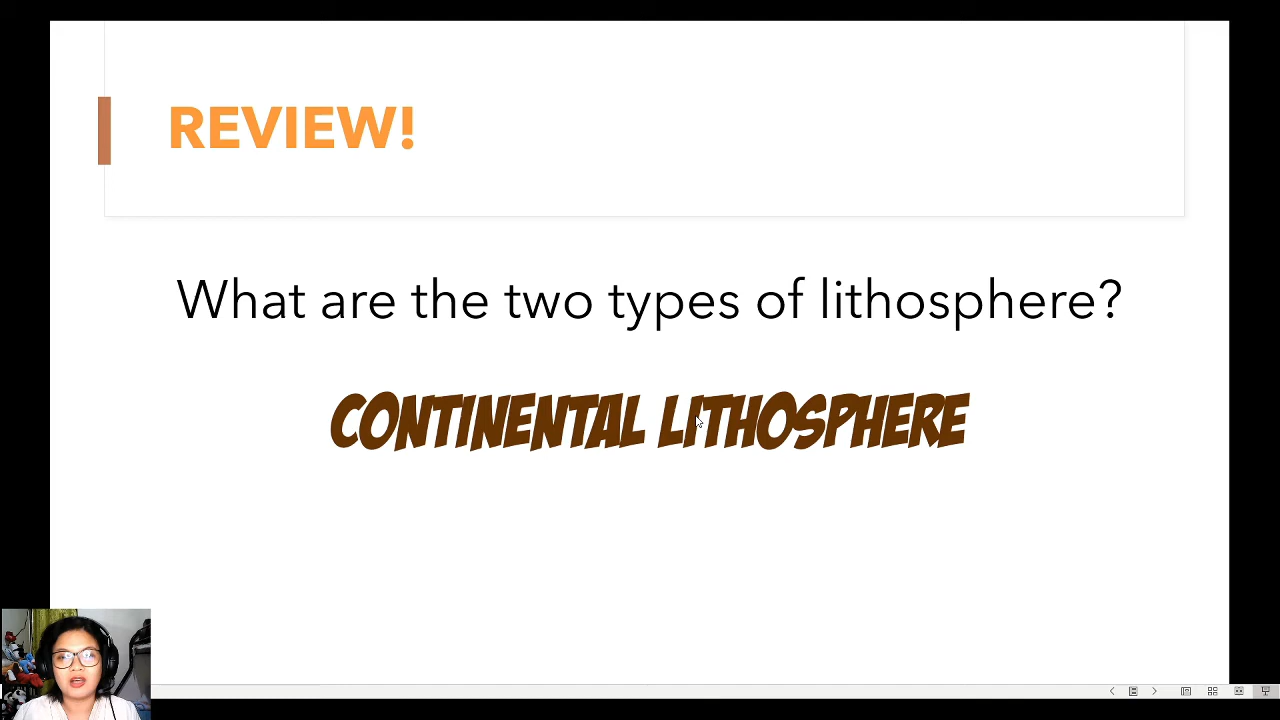 REVIEW!
What are the two types of lithosphere?
CONTINENTAL LITHOSPHERE